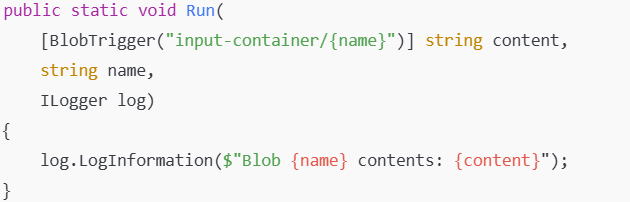 public static void Run(
    [BlobTrigger("input-container/{name}")] string content,
    string name,
    ILogger log)
{
    log.LogInformation($"Blob {name} contents: {content}");
}